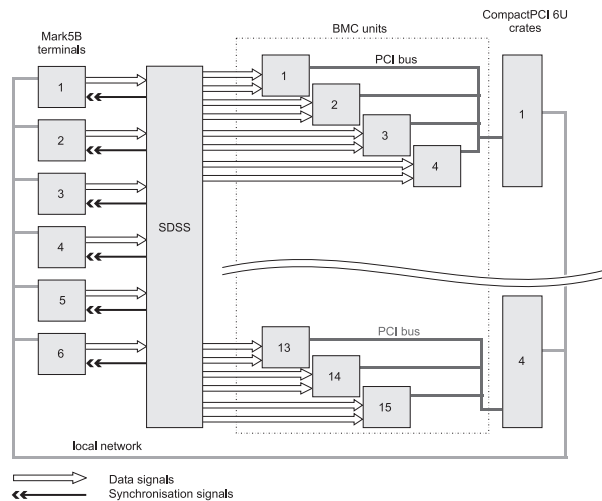 CompactPCI 6U
crates
Mark5B
terminals
BMC units
PCI bus
1
1
2
2
3
1
3
4
4
SDSS
5
6
PCI bus
13
14
15
4
local network
Data signals
Synchronisation signals